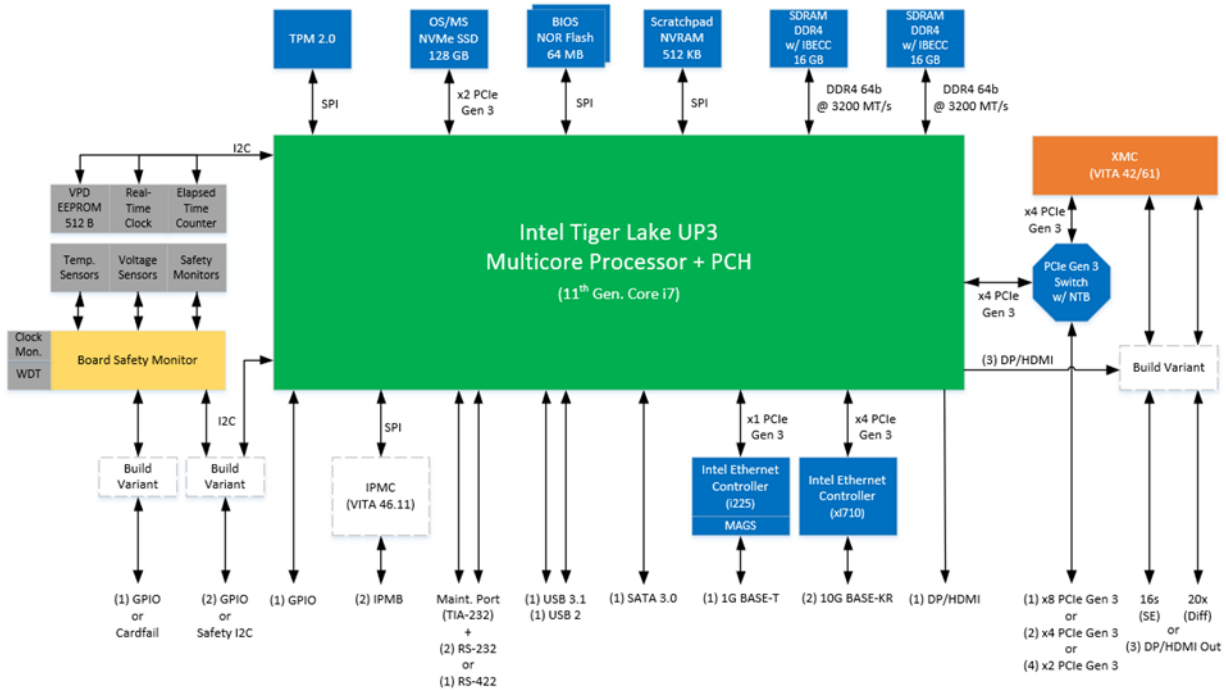 TPM 2.0
OS/MS
NVMe SSD
128 GB
BIOS
NOR Flash
64 MB
Scratchpad
NVRAM
512 KB
SDRAM
DDR4
w/ IBECC
16 GB
SDRAM
DDR4
w/ IBECC
16 GB
SPI
x2 PCIe
Gen 3
SPI
SPI
DDR4 64b
@ 3200 MT/s
DDR4 64b
@ 3200 MT/s
I2C
VPD
EEPROM
512 B
Real-
Time
Clock
Elapsed
Time
Counter
Temp.
Sensors
Voltage
Sensors
Safety
Monitors
Clock
Mon.
WDT
Board Safety Monitor
Intel Tiger Lake UP3
Multicore Processor + PCH
(11th Gen. Core i7)
XMC
(VITA 42/61)
x4 PCIe
Gen 3
PCIe Gen 3
Switch
w/ NTB
x4 PCIe
Gen 3
(3) DP/HDMI
Build Variant
I2C
SPI
x1 PCIe
Gen 3
x4 PCIe
Gen 3
Build
Variant
Build
Variant
IPMC
(VITA 46.11)
Intel Ethernet
Controller
(i225)
MAGS
Intel Ethernet
Controller
(xl710)
(1) GPIO
or
Cardfail
(2) GPIO
or
Safety I2C
(1) GPIO
(2) IPMB
Maint. Port
(TIA-232)
+
(2) RS-232
or
(1) RS-422
(1) USB 3.1
(1) USB 2
(1) SATA 3.0
(1) 1G BASE-T
(2) 10G BASE-KR
(1) DP/HDMI
(1) x8 PCIe Gen 3
or
(2) x4 PCIe Gen 3
or
(4) x2 PCIe Gen 3
16s
(SE)
20x
(Diff)
or
(3) DP/HDMI Out